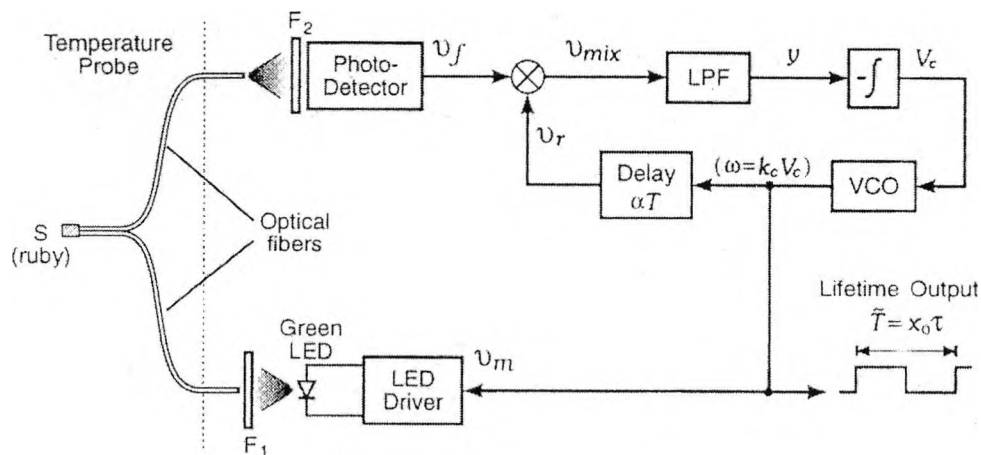 Temperature
Probe
F2
Photo-
Detector
υf
υmix
LPF
y
-∫
Vc
υr
Delay
αT
(ω=kcVc)
VCO
S
(ruby)
Optical
fibers
Green
LED
F1
LED
Driver
υm
Lifetime Output
T̃ = x₀τ